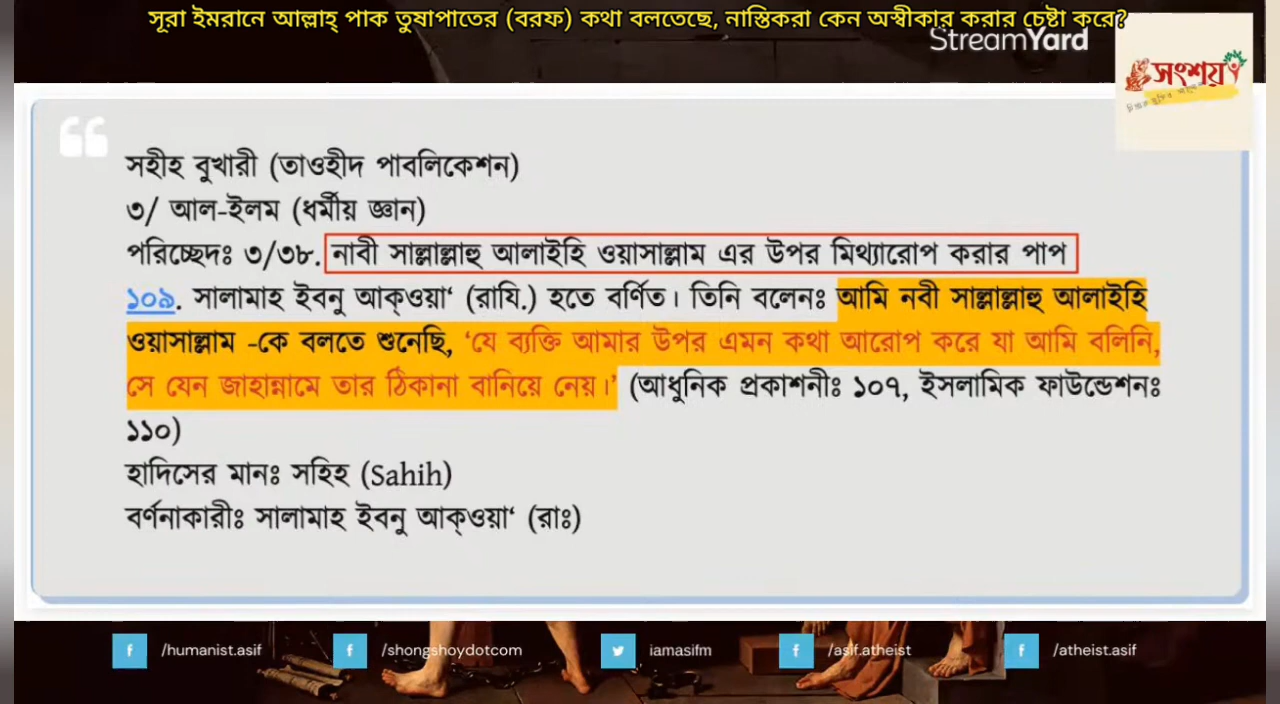 সূরা ইমরানে আল্লাহ্ পাক তুষাপাতের (বরফ) কথা বলতেছে, নাস্তিকরা কেন অস্বীকার করার চেষ্টা করে?
StreamYard
সংশয়
সহীহ বুখারী (তাওহীদ পাবলিকেশন)
৩/ আল-ইলম (ধর্মীয় জ্ঞান)
পরিচ্ছেদঃ ৩/৩৮. নাবী সাল্লাল্লাহু আলাইহি ওয়াসাল্লাম এর উপর মিথ্যারোপ করার পাপ
১০৯. সালামাহ ইবনু আক্ওয়া‘ (রাযি.) হতে বর্ণিত। তিনি বলেনঃ আমি নবী সাল্লাল্লাহু আলাইহি
ওয়াসাল্লাম -কে বলতে শুনেছি, ‘যে ব্যক্তি আমার উপর এমন কথা আরোপ করে যা আমি বলিনি,
সে যেন জাহান্নামে তার ঠিকানা বানিয়ে নেয়।’ (আধুনিক প্রকাশনীঃ ১০৭, ইসলামিক ফাউন্ডেশনঃ
১১০)
হাদিসের মানঃ সহিহ (Sahih)
বর্ণনাকারীঃ সালামাহ ইবনু আক্ওয়া‘ (রাঃ)
/humanist.asif
/shongshoydotcom
iamasifm
/asif.atheist
/atheist.asif